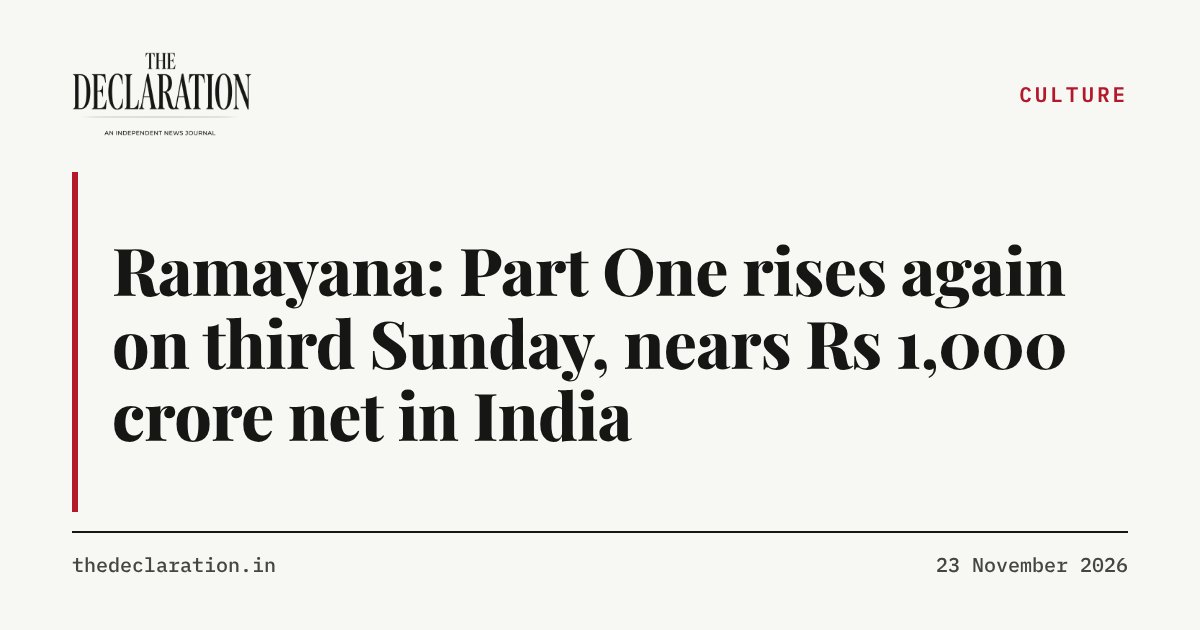 THE
DECLARATION
AN INDEPENDENT NEWS JOURNAL
CULTURE
Ramayana: Part One rises again
on third Sunday, nears Rs 1,000
crore net in India
thedeclaration.in
23 November 2026